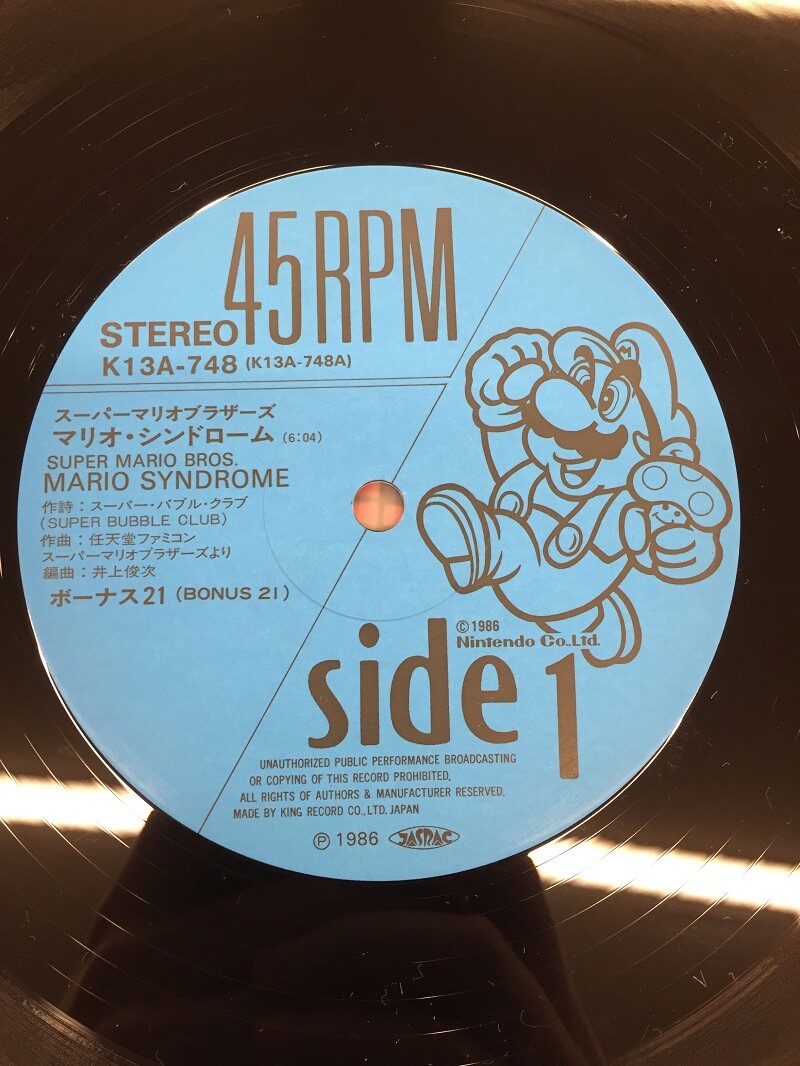 45RPM
STEREO
K13A-748 (K13A-748A)
スーパーマリオブラザーズ
マリオ・シンドローム (6:04)
SUPER MARIO BROS.
MARIO SYNDROME
作詩：スーパー・バブル・クラブ
(SUPER BUBBLE CLUB)
作曲：任天堂ファミコン
スーパーマリオブラザーズより
編曲：井上俊次
ボーナス21 (BONUS 21)
M
© 1986
Nintendo Co.,Ltd.
side 1
UNAUTHORIZED PUBLIC PERFORMANCE BROADCASTING
OR COPYING OF THIS RECORD PROHIBITED.
ALL RIGHTS OF AUTHORS & MANUFACTURER RESERVED.
MADE BY KING RECORD CO., LTD. JAPAN
℗ 1986 JASRAC